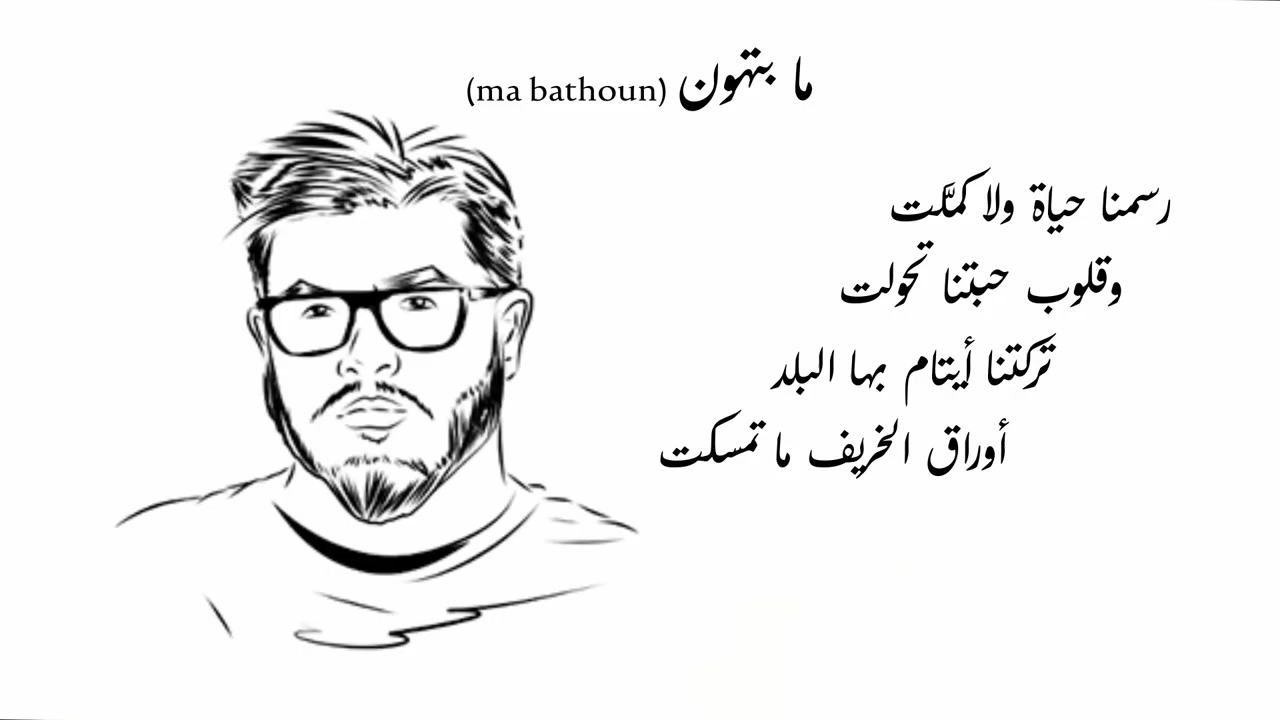 ما بتهون (ma bathoun)
رسمنا حياة ولا كمّلت
وقلوب حبتنا تحولت
تركتنا أيتام بها البلد
أوراق الخريف ما تمسكت